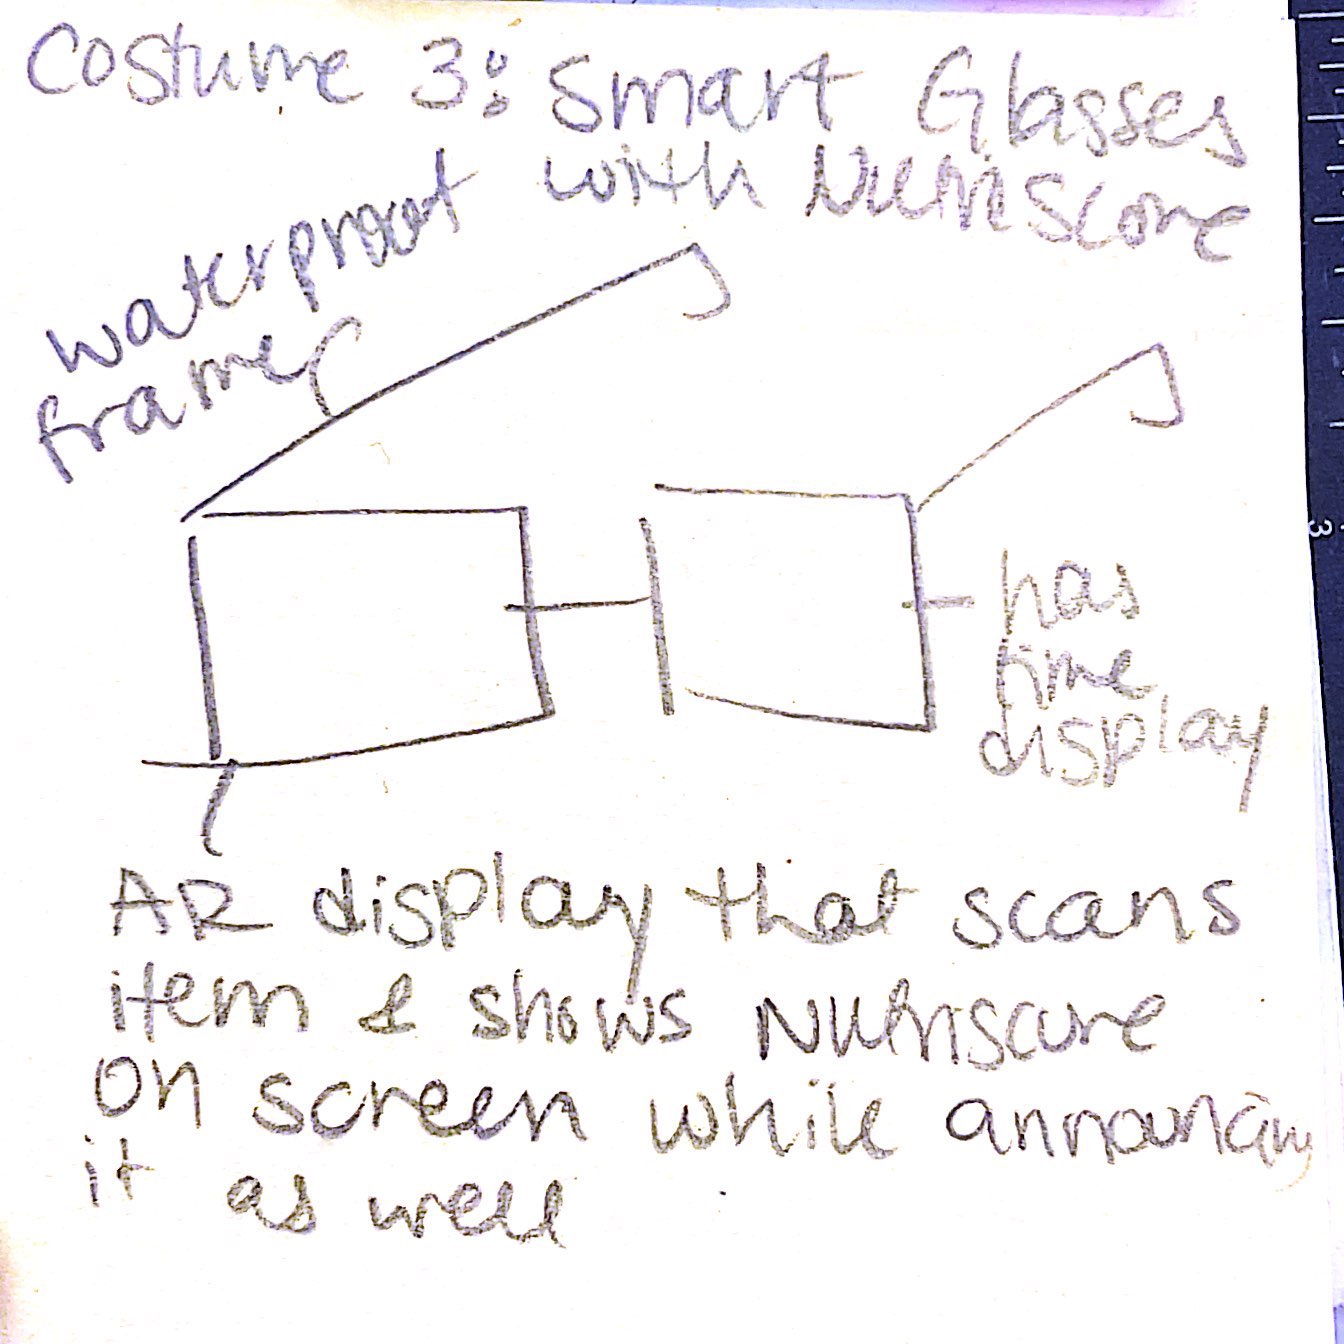 Costume 3: Smart Glasses
with Nutriscore
waterproof
frame
has
time
display
AR display that scans
item & shows Nutriscore
on screen while announcing
it as well
3